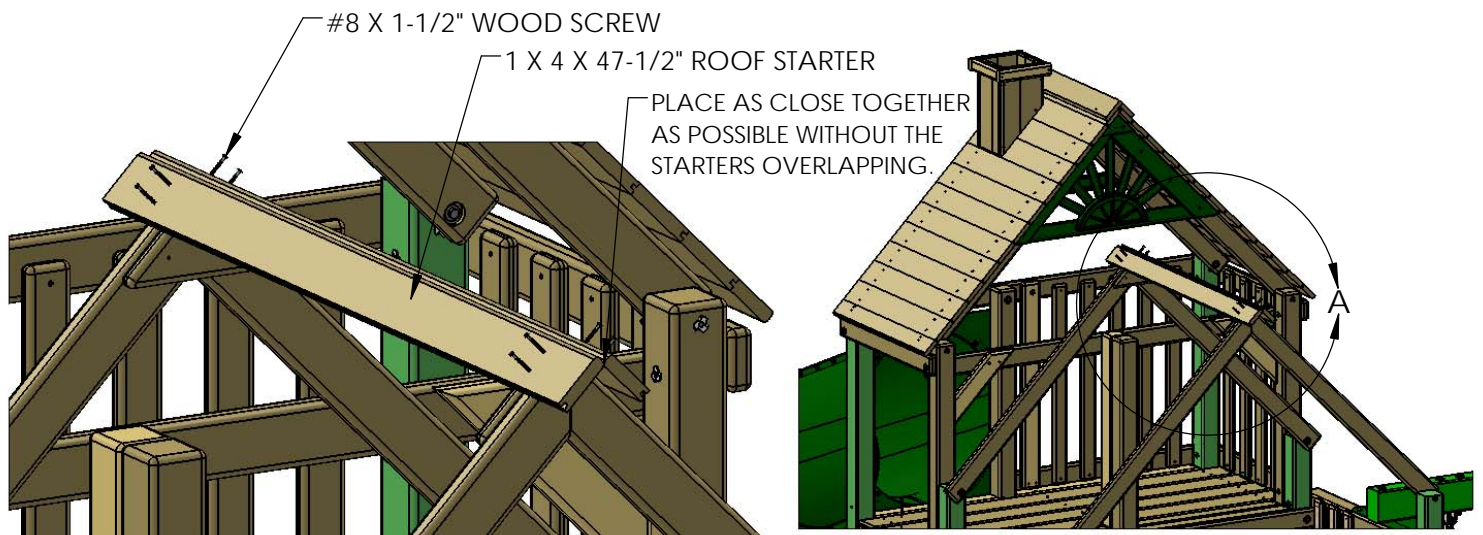 #8 X 1-1/2" WOOD SCREW
1 X 4 X 47-1/2" ROOF STARTER
PLACE AS CLOSE TOGETHER
AS POSSIBLE WITHOUT THE
STARTERS OVERLAPPING.
A